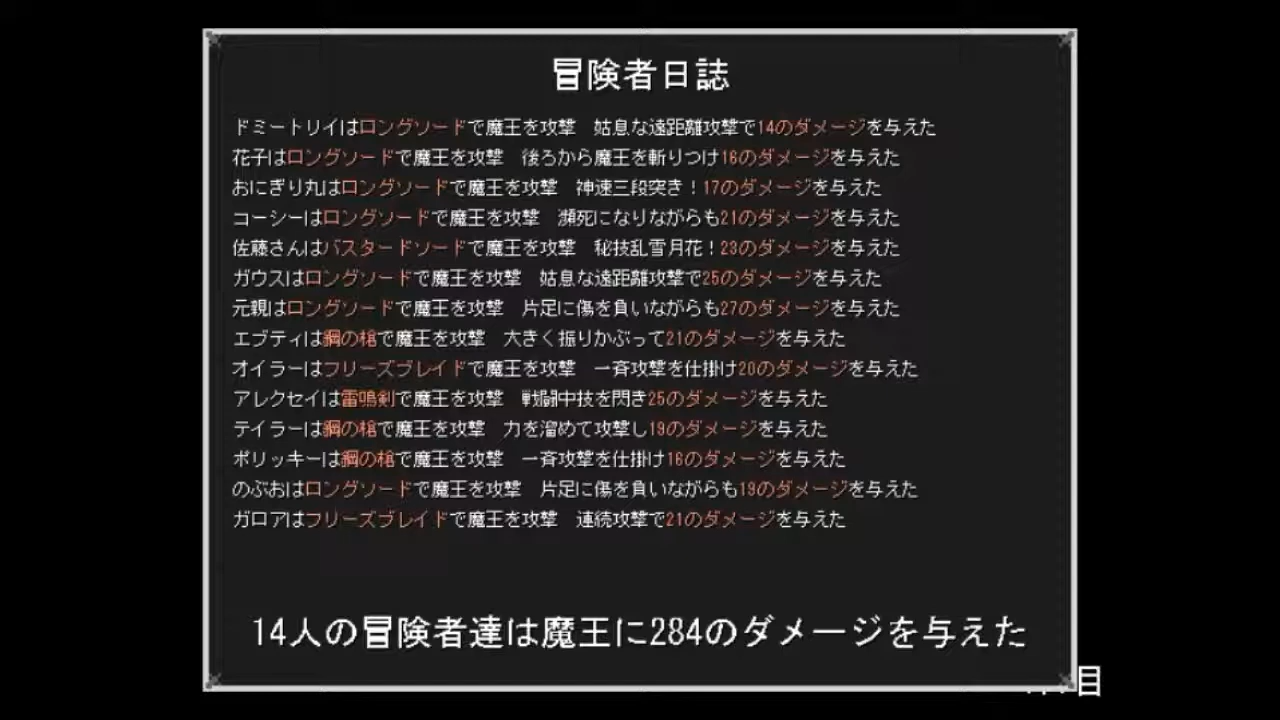 冒険者日誌
ドミートリイはロングソードで魔王を攻撃　姑息な遠距離攻撃で14のダメージを与えた
花子はロングソードで魔王を攻撃　後ろから魔王を斬りつけ16のダメージを与えた
おにぎり丸はロングソードで魔王を攻撃　神速三段突き！17のダメージを与えた
コーシーはロングソードで魔王を攻撃　瀕死になりながらも21のダメージを与えた
佐藤さんはバスタードソードで魔王を攻撃　秘技乱雪月花！23のダメージを与えた
ガウスはロングソードで魔王を攻撃　姑息な遠距離攻撃で25のダメージを与えた
元親はロングソードで魔王を攻撃　片足に傷を負いながらも27のダメージを与えた
エブティは鋼の槍で魔王を攻撃　大きく振りかぶって21のダメージを与えた
オイラーはフリーズブレイドで魔王を攻撃　一斉攻撃を仕掛け20のダメージを与えた
アレクセイは雷鳴剣で魔王を攻撃　戦闘中技を閃き25のダメージを与えた
テイラーは鋼の槍で魔王を攻撃　力を溜めて攻撃し19のダメージを与えた
ポリッキーは鋼の槍で魔王を攻撃　一斉攻撃を仕掛け16のダメージを与えた
のぶおはロングソードで魔王を攻撃　片足に傷を負いながらも19のダメージを与えた
ガロアはフリーズブレイドで魔王を攻撃　連続攻撃で21のダメージを与えた
14人の冒険者達は魔王に284のダメージを与えた
目